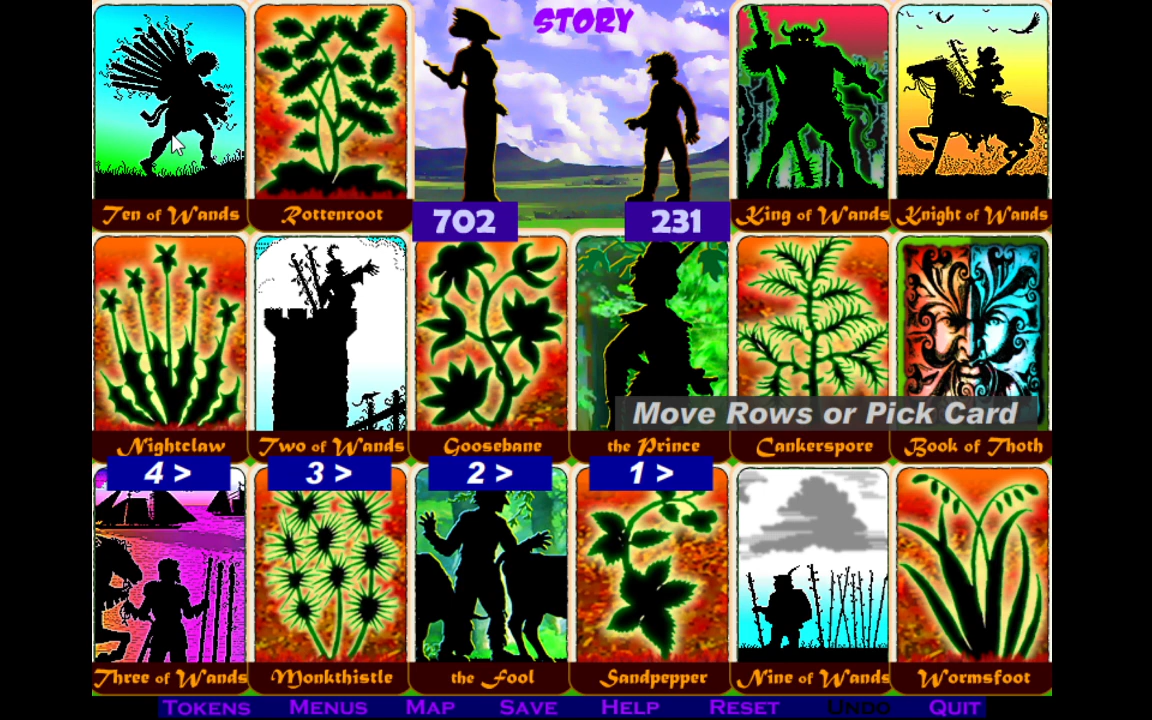 STORY
Ten of Wands
Rottenroot
King of Wands
Knight of Wands
702
231
Move Rows or Pick Card
Nightclaw
Two of Wands
Goosebane
the Prince
Cankerspore
Book of Thoth
4 >
3 >
2 >
1 >
Three of Wands
Monkthistle
the Fool
Sandpepper
Nine of Wands
Wormsfoot
TOKENS MENUS MAP SAVE HELP RESET UNDO QUIT